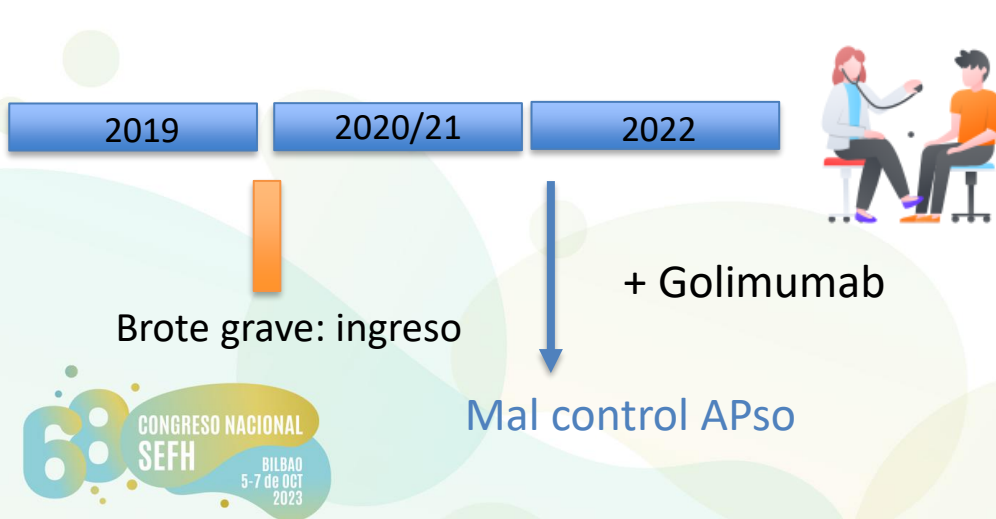 2019
2020/21
2022
+ Golimumab
Brote grave: ingreso
Mal control APso
68
CONGRESO NACIONAL
SEFH
BILBAO
5-7 de OCT
2023